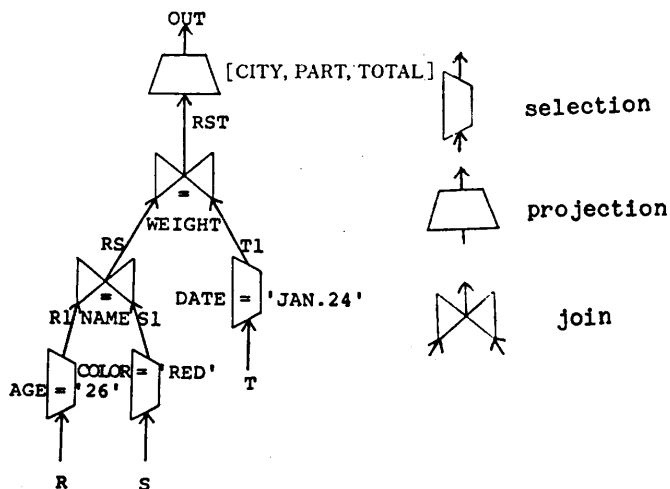 OUT
[CITY, PART, TOTAL]
selection
RST
projection
=
WEIGHT
RS
T1
DATE = 'JAN.24'
=
R1 NAME S1
join
COLOR = 'RED'
AGE = '26'
T
R
S